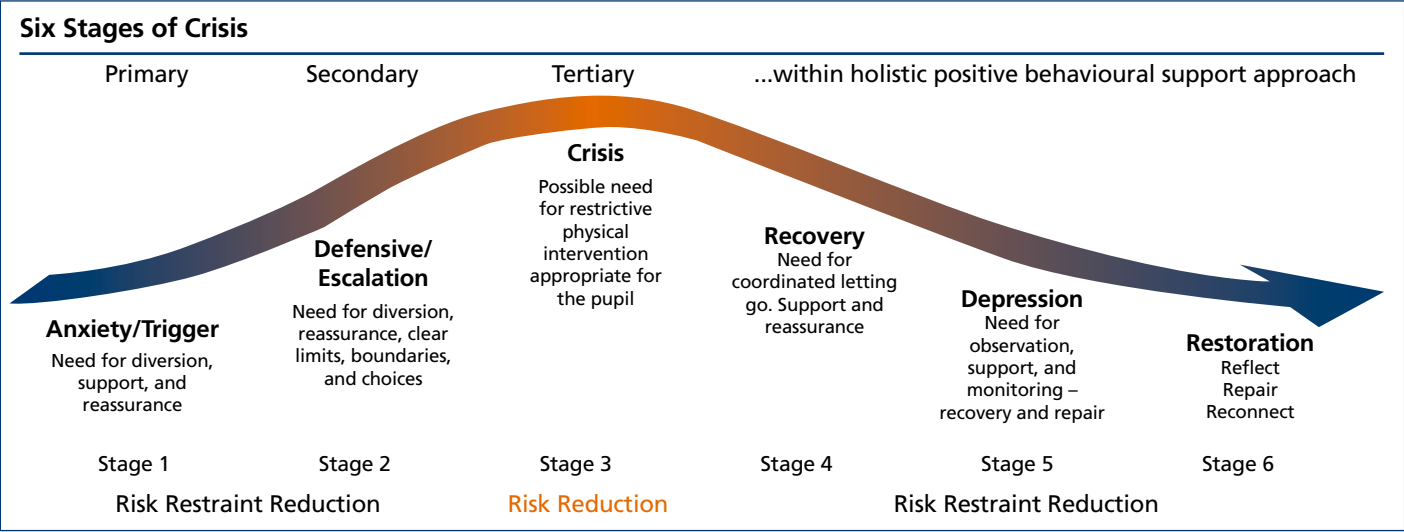 Six Stages of Crisis
Primary
Secondary
Tertiary
...within holistic positive behavioural support approach
Anxiety/Trigger
Need for diversion,
support, and
reassurance
Defensive/
Escalation
Need for diversion,
reassurance, clear
limits, boundaries,
and choices
Crisis
Possible need
for restrictive
physical
intervention
appropriate for
the pupil
Recovery
Need for
coordinated letting
go. Support and
reassurance
Depression
Need for
observation,
support, and
monitoring –
recovery and repair
Restoration
Reflect
Repair
Reconnect
Stage 1
Stage 2
Stage 3
Stage 4
Stage 5
Stage 6
Risk Restraint Reduction
Risk Reduction
Risk Restraint Reduction